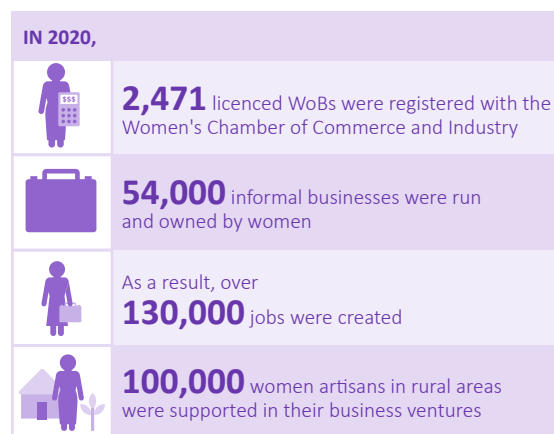 IN 2020,
$$$
2,471 licenced WoBs were registered with the
Women's Chamber of Commerce and Industry
54,000 informal businesses were run
and owned by women
As a result, over
130,000 jobs were created
100,000 women artisans in rural areas
were supported in their business ventures